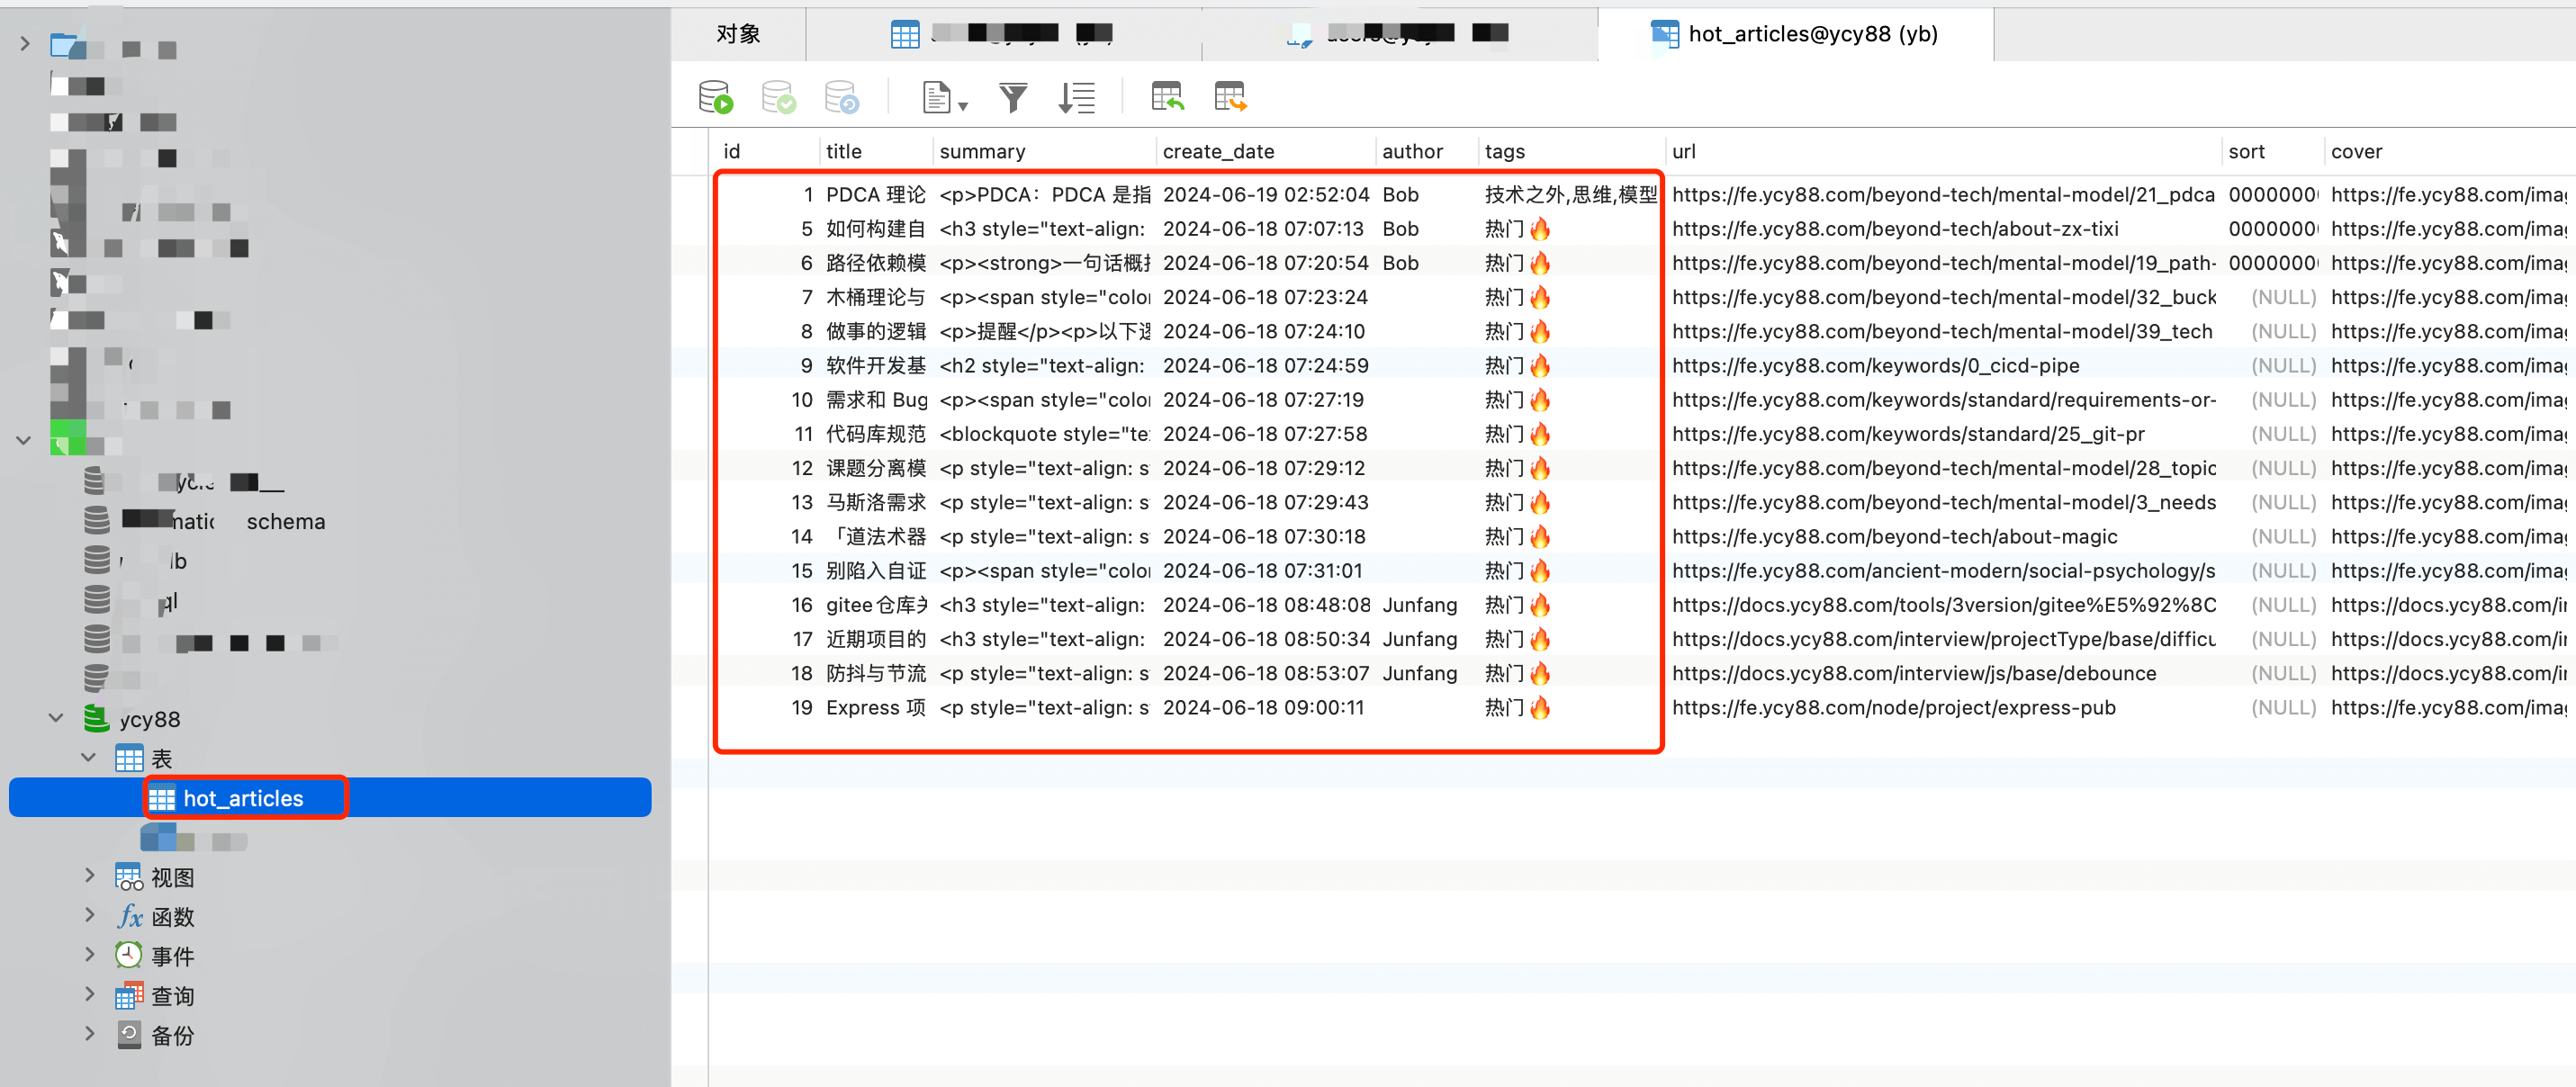 对象
hot_articles@ycy88 (yb)
id title summary create_date author tags url sort cover
1 PDCA 理论 <p>PDCA：PDCA 是指 2024-06-19 02:52:04 Bob 技术之外,思维,模型 https://fe.ycy88.com/beyond-tech/mental-model/21_pdca 0000000 https://fe.ycy88.com/imag
5 如何构建自 <h3 style="text-align: 2024-06-18 07:07:13 Bob 热门🔥 https://fe.ycy88.com/beyond-tech/about-zx-tixi 0000000 https://fe.ycy88.com/imag
6 路径依赖模 <p><strong>一句话概括 2024-06-18 07:20:54 Bob 热门🔥 https://fe.ycy88.com/beyond-tech/mental-model/19_path- 0000000 https://fe.ycy88.com/imag
7 木桶理论与 <p><span style="color 2024-06-18 07:23:24 热门🔥 https://fe.ycy88.com/beyond-tech/mental-model/32_buck (NULL) https://fe.ycy88.com/imag
8 做事的逻辑 <p>提醒</p><p>以下逻 2024-06-18 07:24:10 热门🔥 https://fe.ycy88.com/beyond-tech/mental-model/39_tech (NULL) https://fe.ycy88.com/imag
9 软件开发基 <h2 style="text-align: 2024-06-18 07:24:59 热门🔥 https://fe.ycy88.com/keywords/0_cicd-pipe (NULL) https://fe.ycy88.com/imag
10 需求和 Bug <p><span style="color 2024-06-18 07:27:19 热门🔥 https://fe.ycy88.com/keywords/standard/requirements-or- (NULL) https://fe.ycy88.com/imag
11 代码库规范 <blockquote style="te 2024-06-18 07:27:58 热门🔥 https://fe.ycy88.com/keywords/standard/25_git-pr (NULL) https://fe.ycy88.com/imag
12 课题分离模 <p style="text-align: s 2024-06-18 07:29:12 热门🔥 https://fe.ycy88.com/beyond-tech/mental-model/28_topic (NULL) https://fe.ycy88.com/imag
13 马斯洛需求 <p style="text-align: s 2024-06-18 07:29:43 热门🔥 https://fe.ycy88.com/beyond-tech/mental-model/3_needs (NULL) https://fe.ycy88.com/imag
14 「道法术器 <p style="text-align: s 2024-06-18 07:30:18 热门🔥 https://fe.ycy88.com/beyond-tech/about-magic (NULL) https://fe.ycy88.com/imag
15 别陷入自证 <p><span style="color 2024-06-18 07:31:01 热门🔥 https://fe.ycy88.com/ancient-modern/social-psychology/s (NULL) https://fe.ycy88.com/imag
16 gitee仓库关 <h3 style="text-align: 2024-06-18 08:48:08 Junfang 热门🔥 https://docs.ycy88.com/tools/3version/gitee%E5%92%8C (NULL) https://docs.ycy88.com/ir
17 近期项目的 <h3 style="text-align: 2024-06-18 08:50:34 Junfang 热门🔥 https://docs.ycy88.com/interview/projectType/base/difficu (NULL) https://docs.ycy88.com/ir
18 防抖与节流 <p style="text-align: s 2024-06-18 08:53:07 Junfang 热门🔥 https://docs.ycy88.com/interview/js/base/debounce (NULL) https://docs.ycy88.com/ir
19 Express 项 <p style="text-align: s 2024-06-18 09:00:11 热门🔥 https://fe.ycy88.com/node/project/express-pub (NULL) https://fe.ycy88.com/imag
schema
ycy88
表
hot_articles
视图
函数
事件
查询
备份